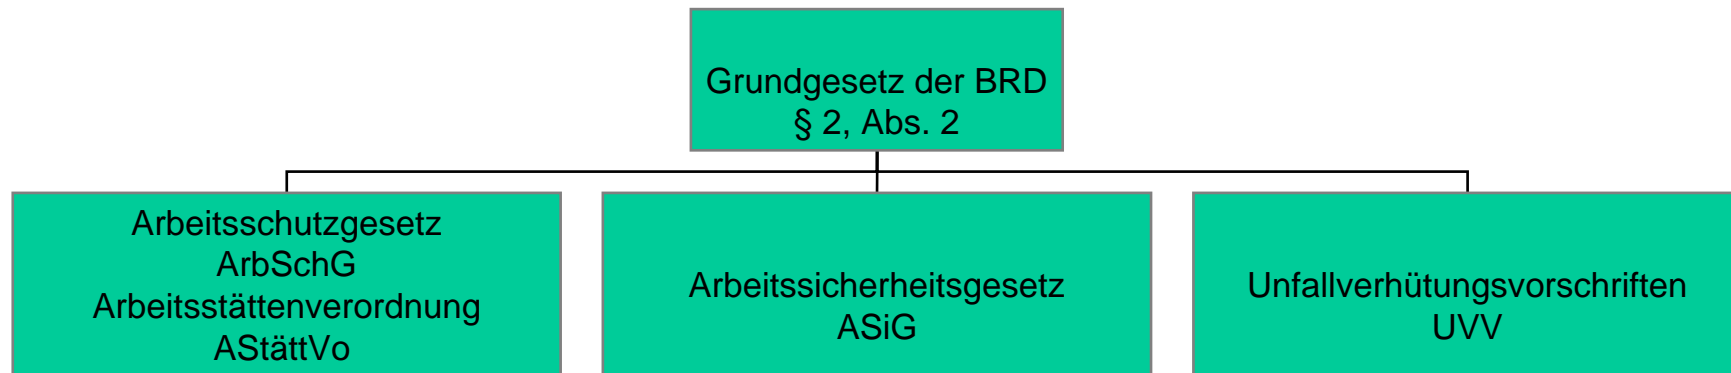 Grundgesetz der BRD
§ 2, Abs. 2
Arbeitsschutzgesetz
ArbSchG
Arbeitsstättenverordnung
AStättVo
Arbeitssicherheitsgesetz
ASiG
Unfallverhütungsvorschriften
UVV